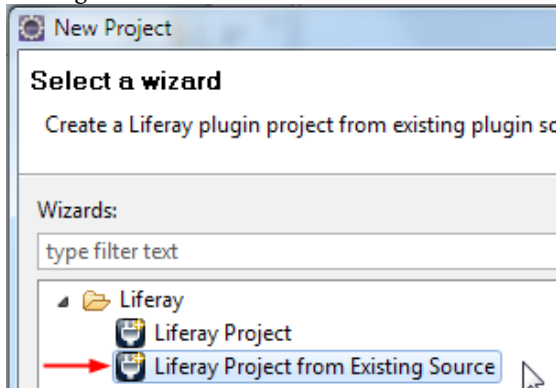 New Project
Select a wizard
Create a Liferay plugin project from existing plugin so
Wizards:
type filter text
Liferay
Liferay Project
Liferay Project from Existing Source